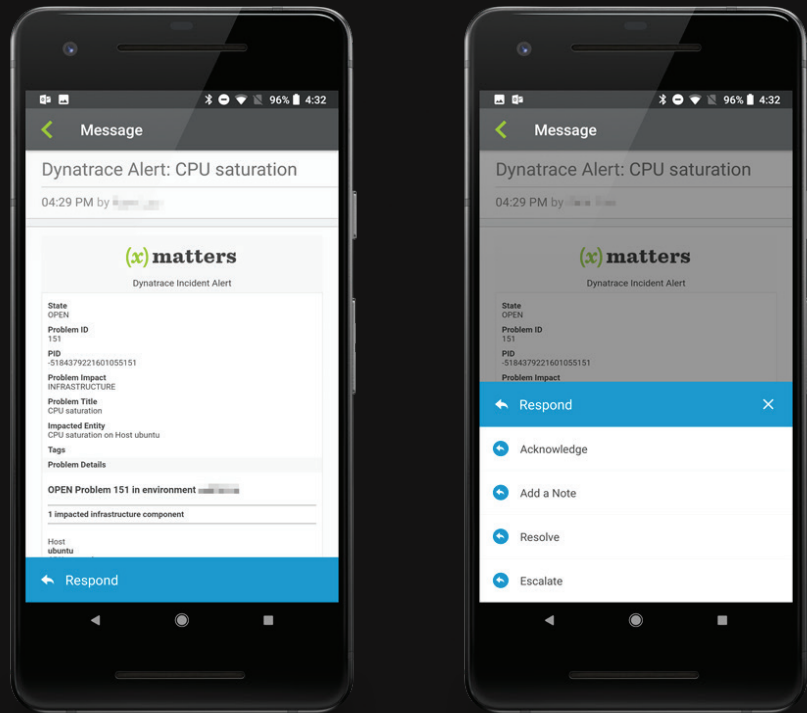 96% 4:32
Message
Dynatrace Alert: CPU saturation
04:29 PM by
(x) matters
Dynatrace Incident Alert
State
OPEN
Problem ID
151
PID
-5184379221601055151
Problem Impact
INFRASTRUCTURE
Problem Title
CPU saturation
Impacted Entity
CPU saturation on Host ubuntu
Tags
Problem Details
OPEN Problem 151 in environment
1 impacted infrastructure component
Host
ubuntu
Respond
96% 4:32
Message
Dynatrace Alert: CPU saturation
04:29 PM by
(x) matters
Dynatrace Incident Alert
State
OPEN
Problem ID
151
PID
-5184379221601055151
Problem Impact
Respond
Acknowledge
Add a Note
Resolve
Escalate